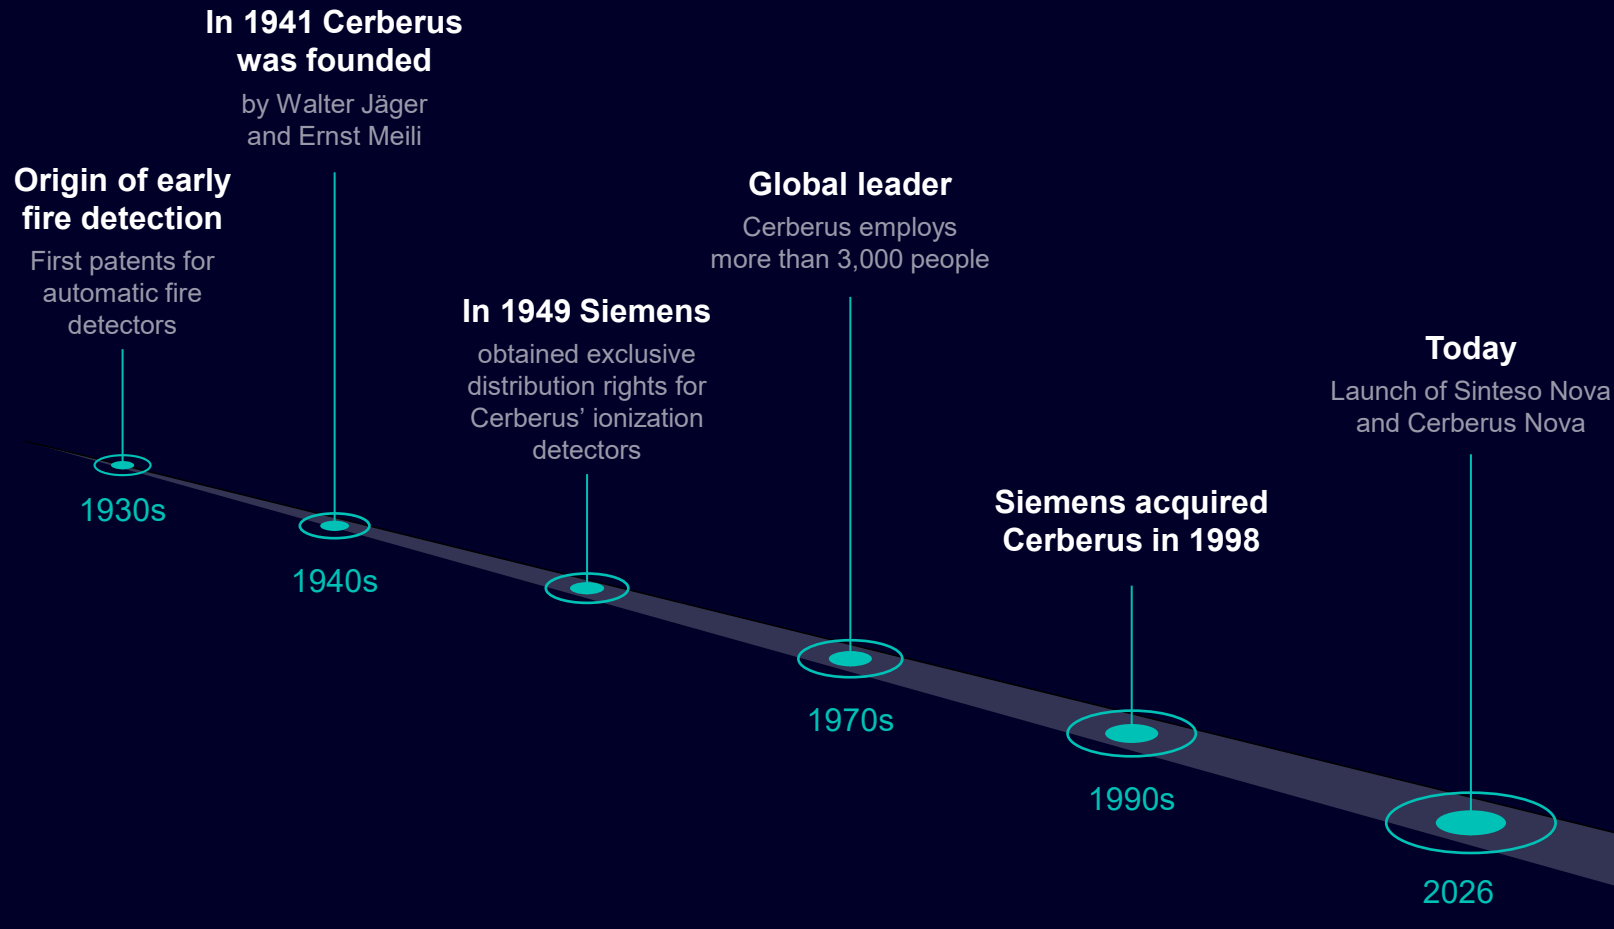 Origin of early
fire detection
First patents for
automatic fire
detectors
1930s
In 1941 Cerberus
was founded
by Walter Jäger
and Ernst Meili
1940s
In 1949 Siemens
obtained exclusive
distribution rights for
Cerberus’ ionization
detectors
Global leader
Cerberus employs
more than 3,000 people
1970s
Siemens acquired
Cerberus in 1998
1990s
Today
Launch of Sinteso Nova
and Cerberus Nova
2026